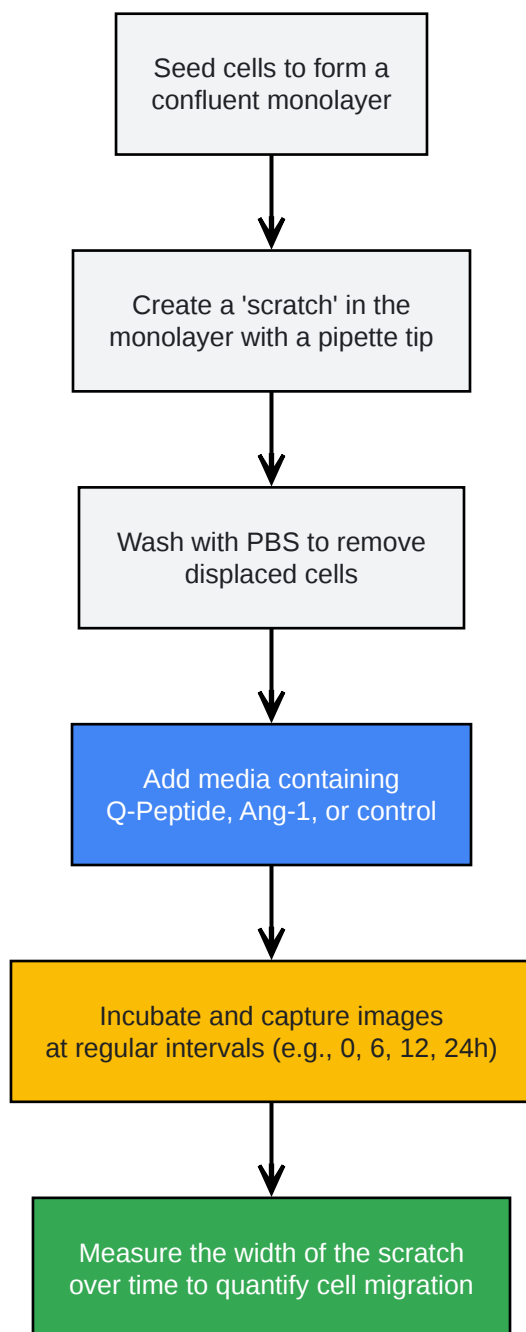 Seed cells to form a
confluent monolayer
Create a 'scratch' in the
monolayer with a pipette tip
Wash with PBS to remove
displaced cells
Add media containing
Q-Peptide, Ang-1, or control
Incubate and capture images
at regular intervals (e.g., 0, 6, 12, 24h)
Measure the width of the scratch
over time to quantify cell migration